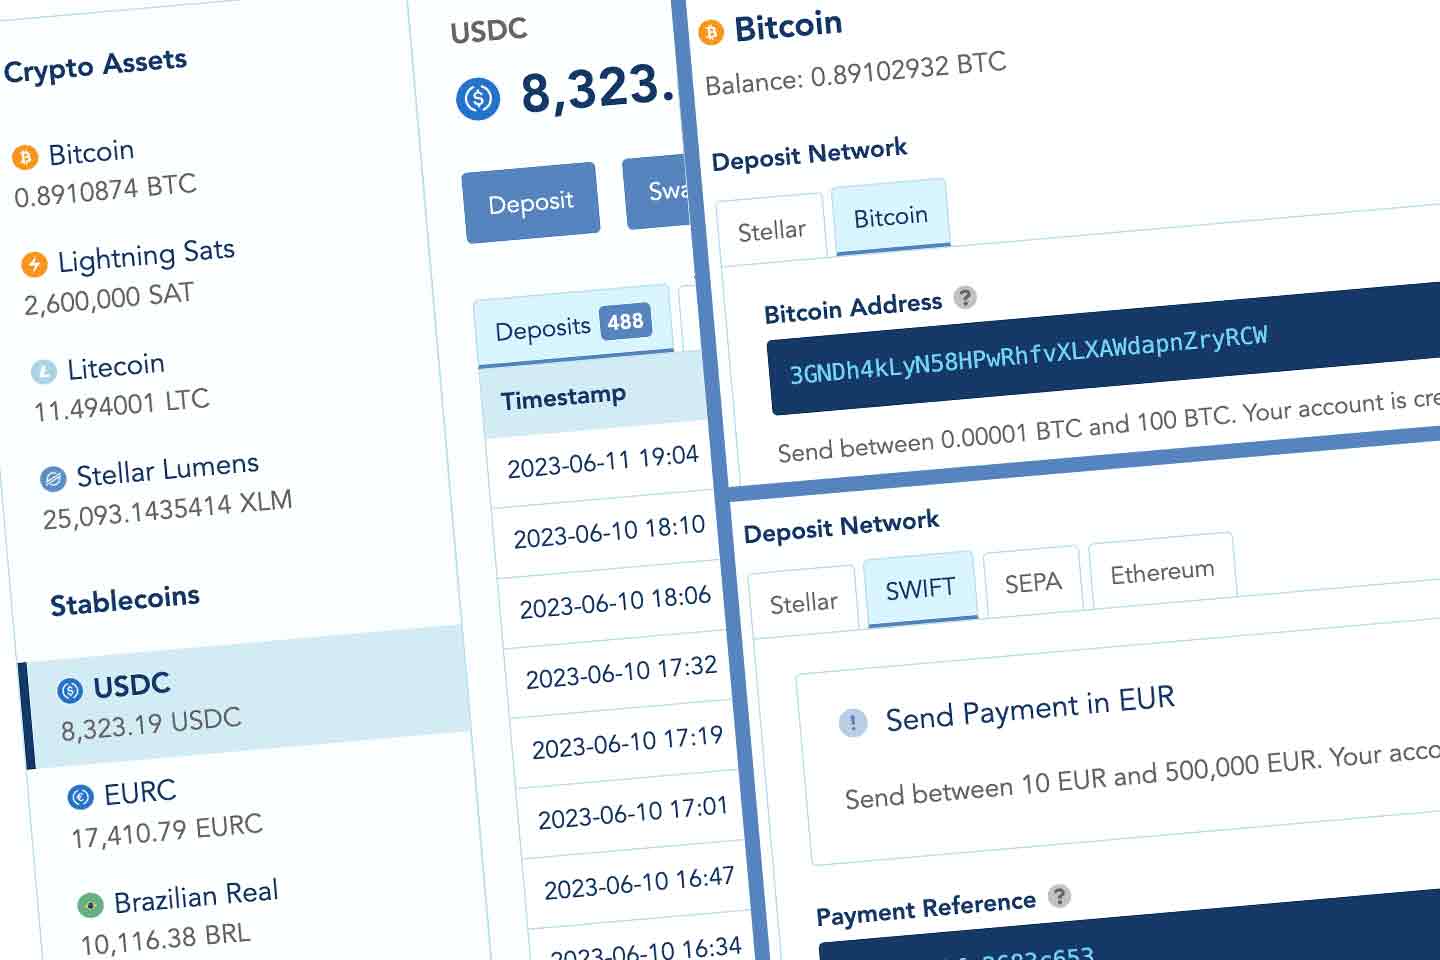 Crypto Assets
Bitcoin
0.8910874 BTC
Lightning Sats
2,600,000 SAT
Litecoin
11.494001 LTC
Stellar Lumens
25,093.1435414 XLM
Stablecoins
USDC
8,323.19 USDC
EURC
17,410.79 EURC
Brazilian Real
10,116.38 BRL
USDC
8,323.
Deposit
Deposits 488
Timestamp
2023-06-11 19:04
2023-06-10 18:10
2023-06-10 18:06
2023-06-10 17:32
2023-06-10 17:19
2023-06-10 17:01
2023-06-10 16:47
2023-06-10 16:34
Bitcoin
Balance: 0.89102932 BTC
Deposit Network
Stellar Bitcoin
Bitcoin Address ?
3GNDh4kLyN58HPwRhfvXLXAWdapnZryRCW
Send between 0.00001 BTC and 100 BTC. Your account is
Deposit Network
Stellar SWIFT SEPA Ethereum
! Send Payment in EUR
Send between 10 EUR and 500,000 EUR. Your
Payment Reference ?